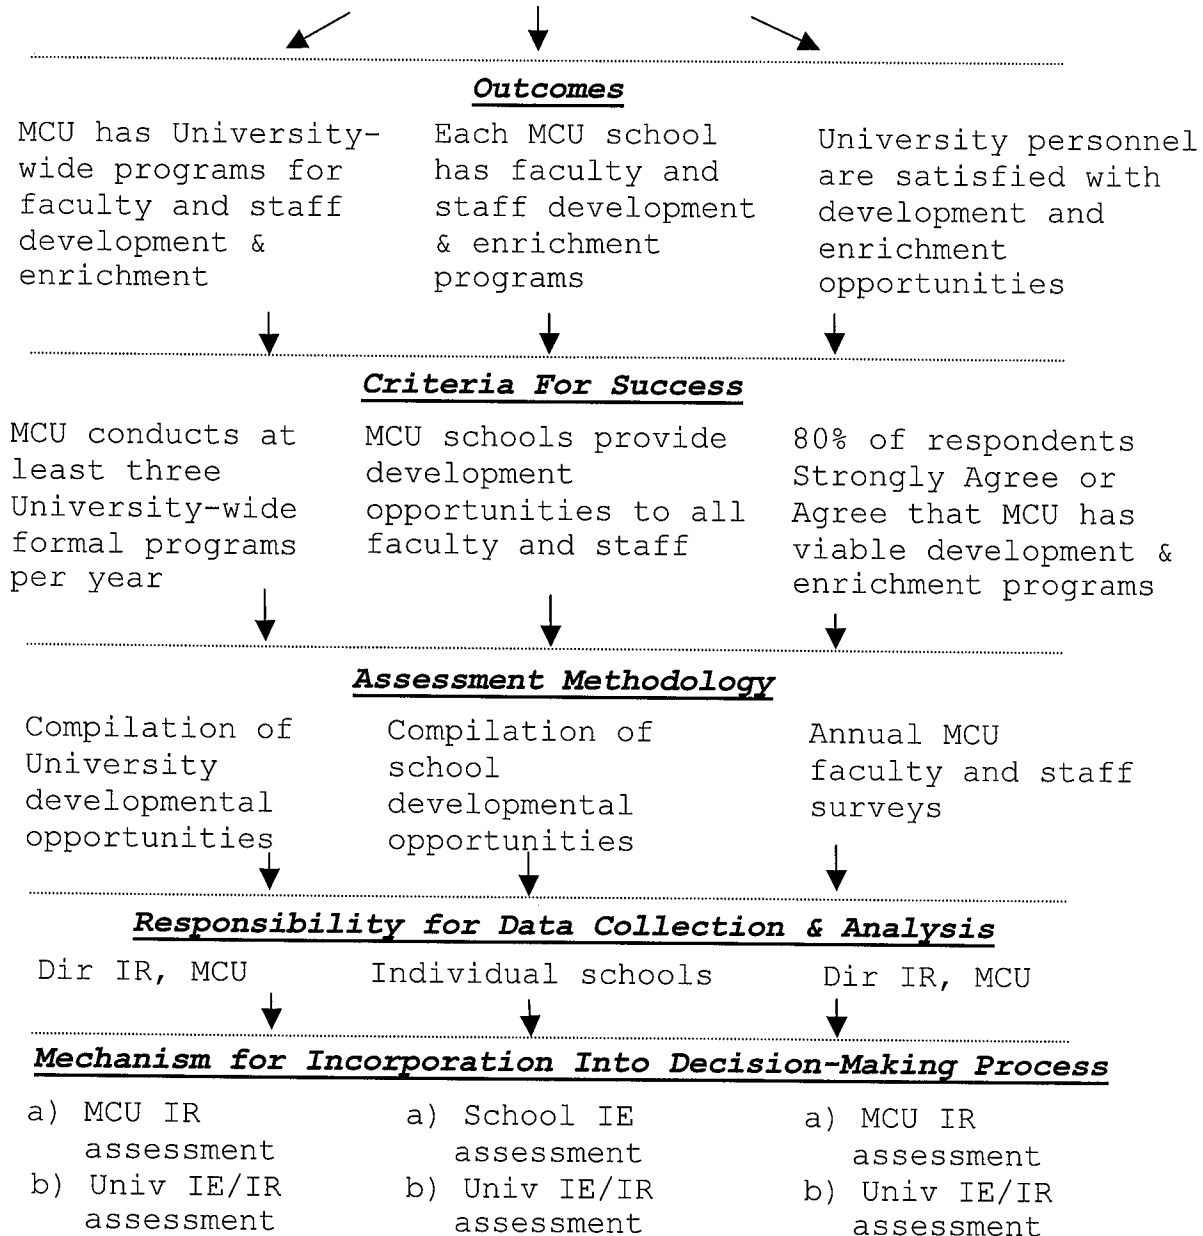 Outcomes
MCU has University-
wide programs for
faculty and staff
development &
enrichment
Each MCU school
has faculty and
staff development
& enrichment
programs
University personnel
are satisfied with
development and
enrichment
opportunities
Criteria For Success
MCU conducts at
least three
University-wide
formal programs
per year
MCU schools provide
development
opportunities to all
faculty and staff
80% of respondents
Strongly Agree or
Agree that MCU has
viable development &
enrichment programs
Assessment Methodology
Compilation of
University
developmental
opportunities
Compilation of
school
developmental
opportunities
Annual MCU
faculty and staff
surveys
Responsibility for Data Collection & Analysis
Dir IR, MCU
Individual schools
Dir IR, MCU
Mechanism for Incorporation Into Decision-Making Process
a) MCU IR
assessment
b) Univ IE/IR
assessment
a) School IE
assessment
b) Univ IE/IR
assessment
a) MCU IR
assessment
b) Univ IE/IR
assessment